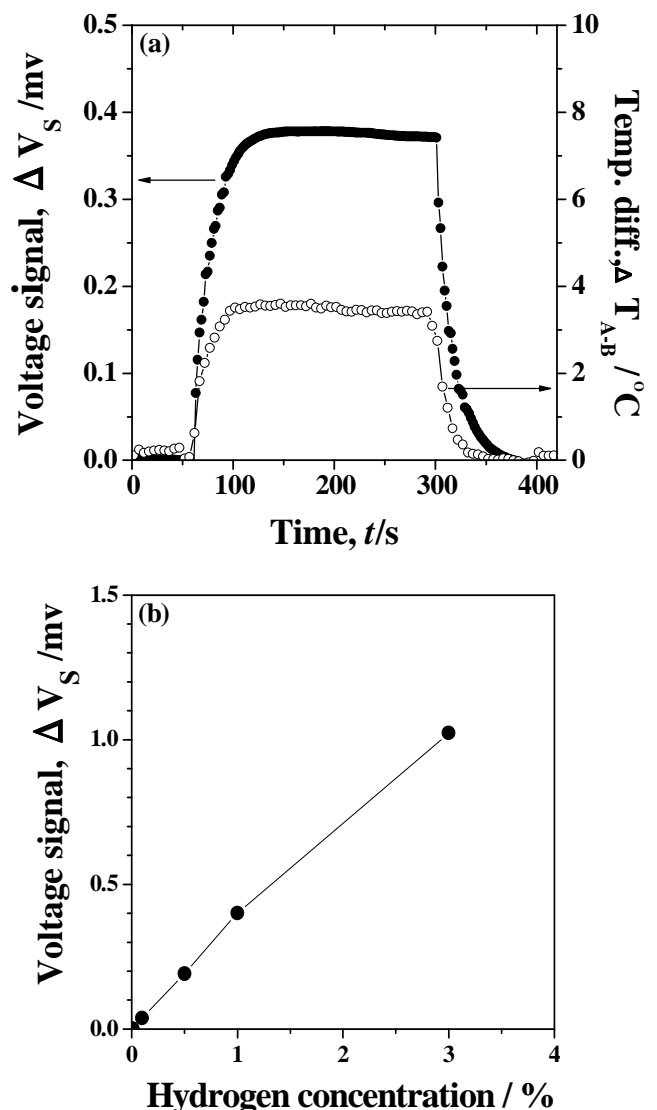 (a)
0.5
0.4
0.3
0.2
0.1
0.0
Voltage signal, Δ V_S /mv
10
8
6
4
2
0
Temp. diff.,Δ T_A-B /°C
0 100 200 300 400
Time, t/s
(b)
1.5
1.0
0.5
0.0
Voltage signal, Δ V_S /mv
0 1 2 3 4
Hydrogen concentration / %